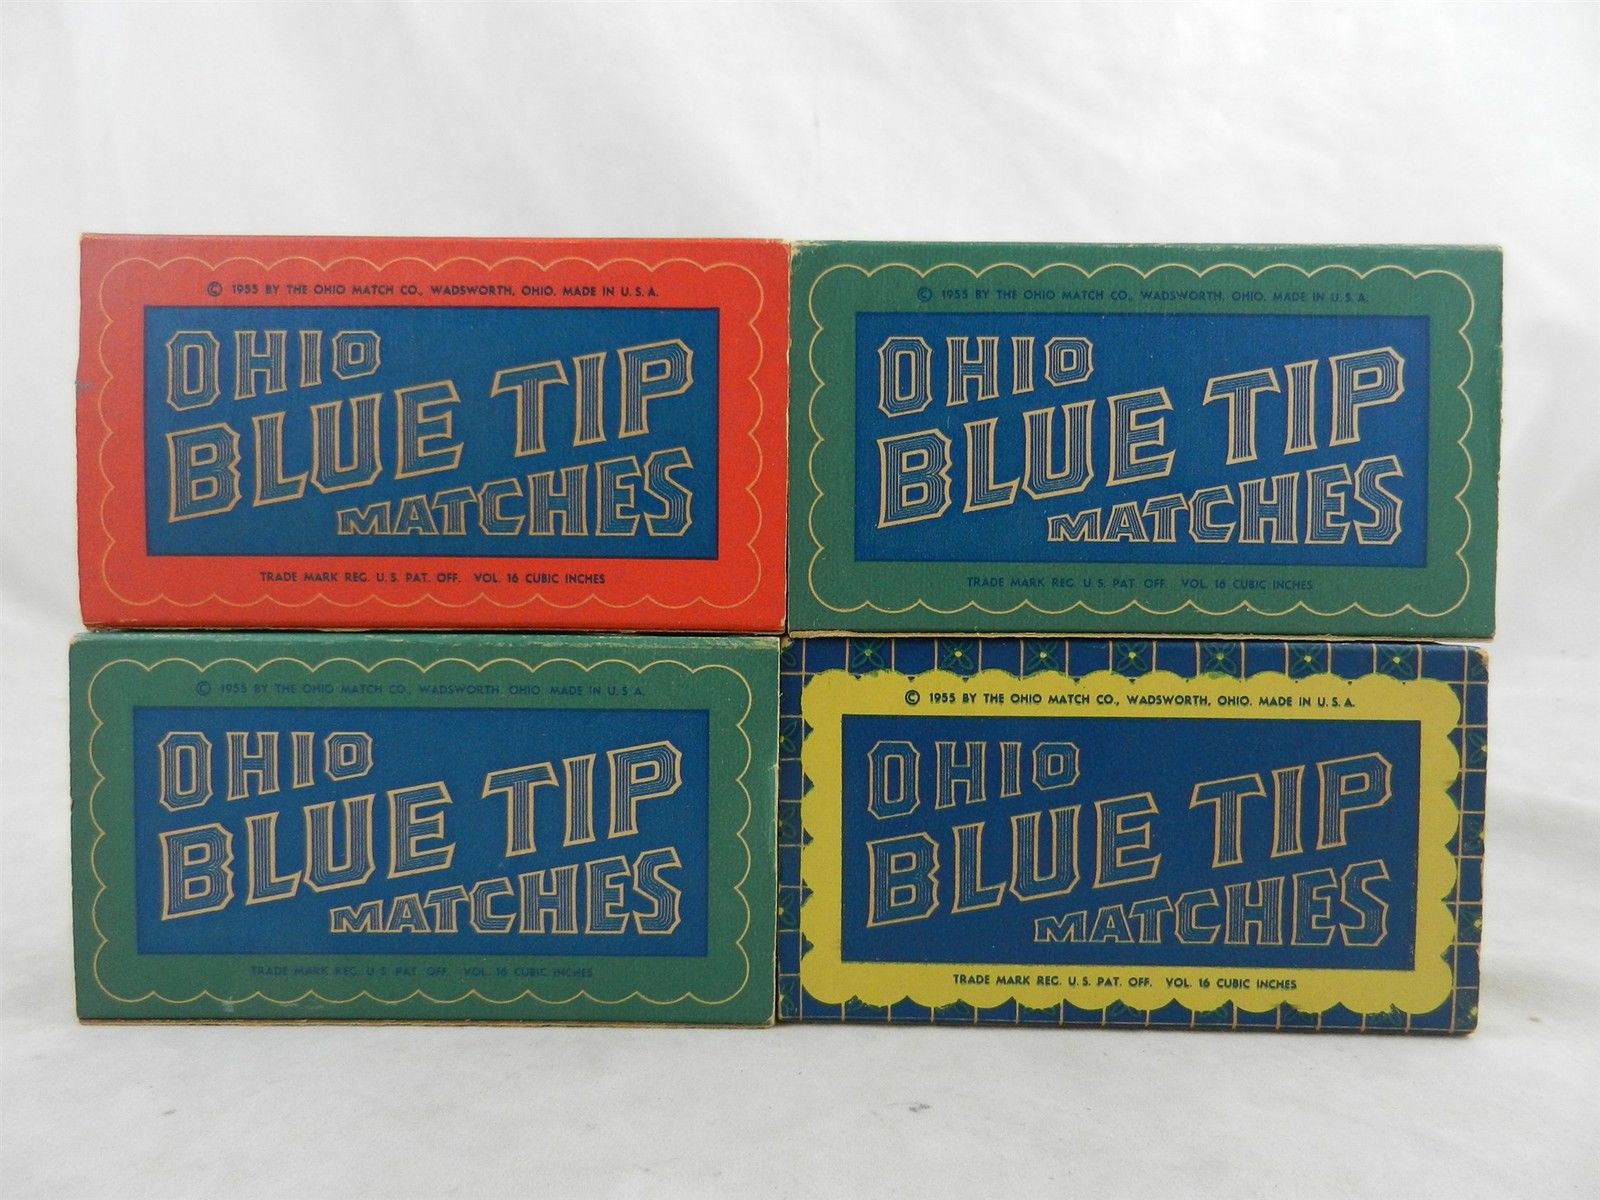 © 1955 BY THE OHIO MATCH CO., WADSWORTH, OHIO. MADE IN U.S.A.
OHIO
BLUE TIP
MATCHES
TRADE MARK REG. U.S. PAT. OFF. VOL. 16 CUBIC INCHES
© 1955 BY THE OHIO MATCH CO., WADSWORTH, OHIO. MADE IN U.S.A.
OHIO
BLUE TIP
MATCHES
TRADE MARK REG. U.S. PAT. OFF. VOL. 16 CUBIC INCHES
© 1955 BY THE OHIO MATCH CO., WADSWORTH, OHIO. MADE IN U.S.A.
OHIO
BLUE TIP
MATCHES
TRADE MARK REG. U.S. PAT. OFF. VOL. 16 CUBIC INCHES
© 1955 BY THE OHIO MATCH CO., WADSWORTH, OHIO. MADE IN U.S.A.
OHIO
BLUE TIP
MATCHES
TRADE MARK REG. U.S. PAT. OFF. VOL. 16 CUBIC INCHES